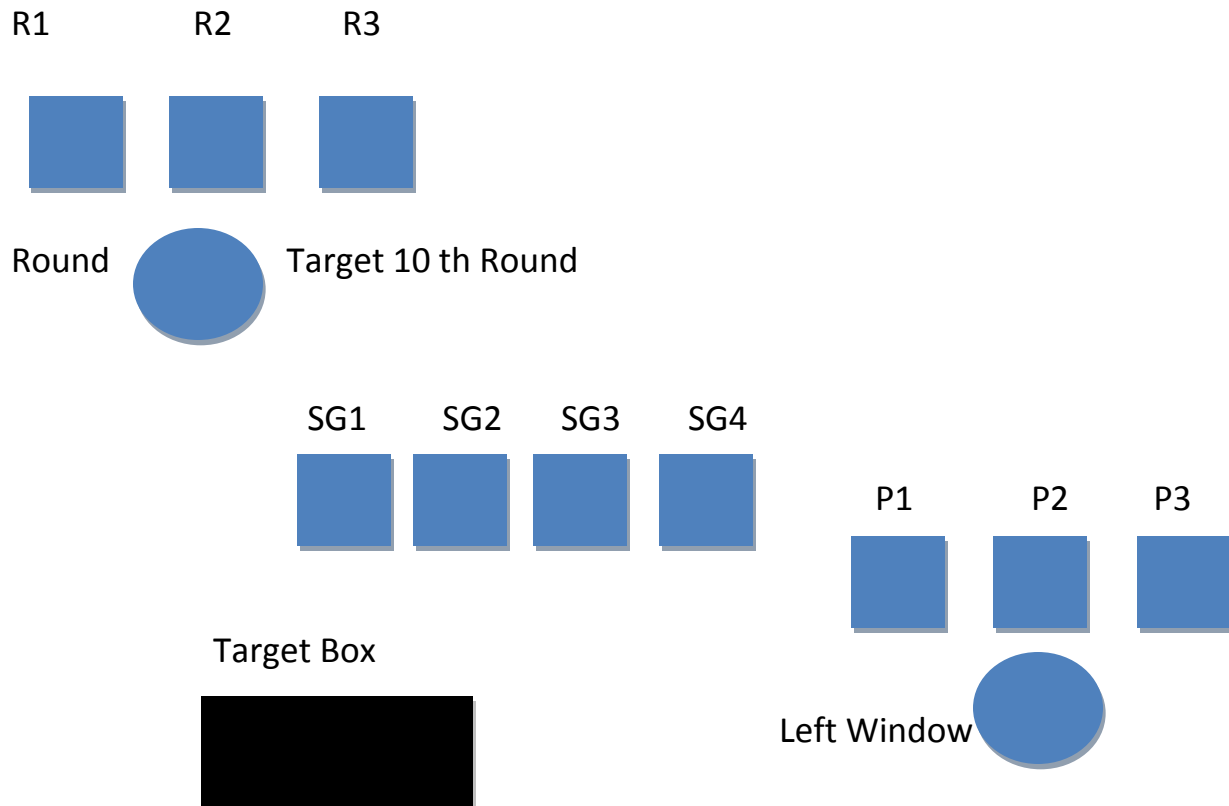 R1 R2 R3
Round Target 10 th Round
SG1 SG2 SG3 SG4
P1 P2 P3
Target Box
Left Window